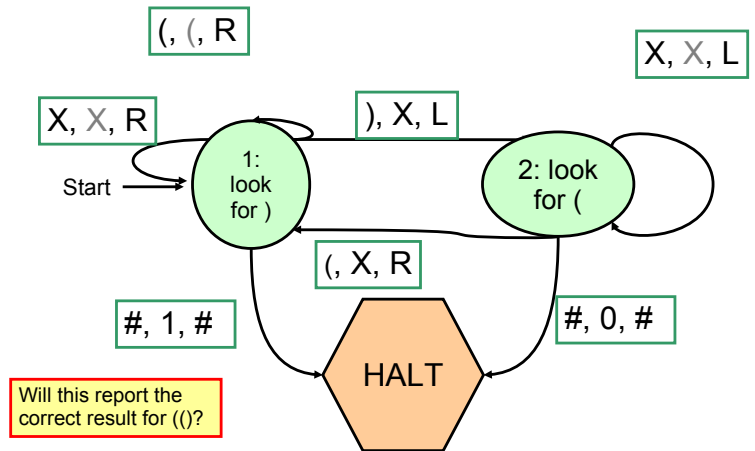 (, (, R
X, X, L
X, X, R
), X, L
Start
1:
look
for )
2: look
for (
(, X, R
#, 1, #
#, 0, #
HALT
Will this report the
correct result for (()?